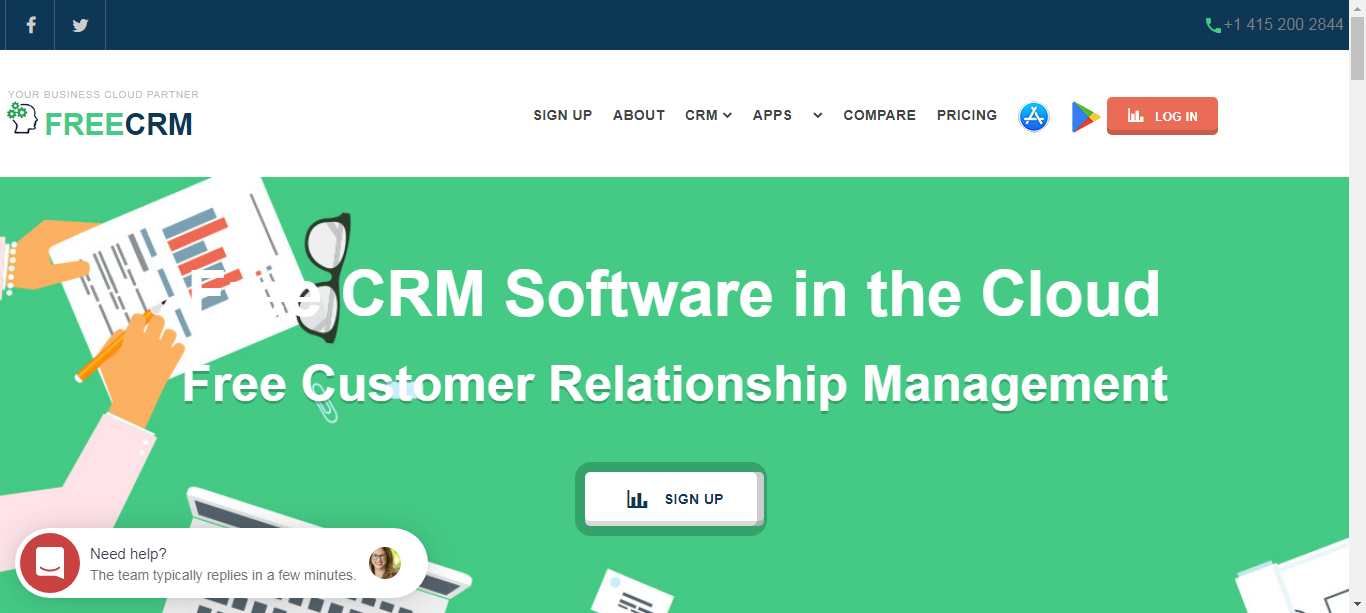 +1 415 200 2844
YOUR BUSINESS CLOUD PARTNER
FREECRM
SIGN UP ABOUT CRM APPS COMPARE PRICING LOG IN
Free CRM Software in the Cloud
Free Customer Relationship Management
SIGN UP
Need help?
The team typically replies in a few minutes.